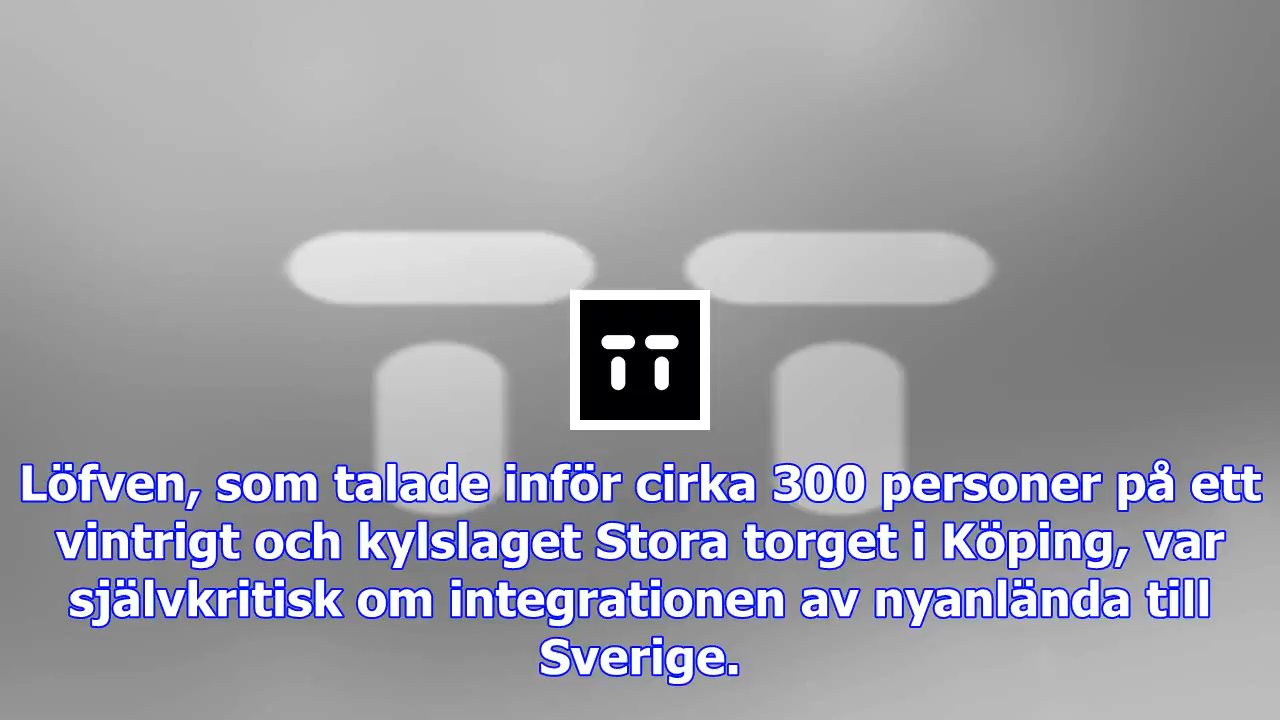 Löfven, som talade inför cirka 300 personer på ett
vintrigt och kylslaget Stora torget i Köping, var
självkritisk om integrationen av nyanlända till
Sverige.